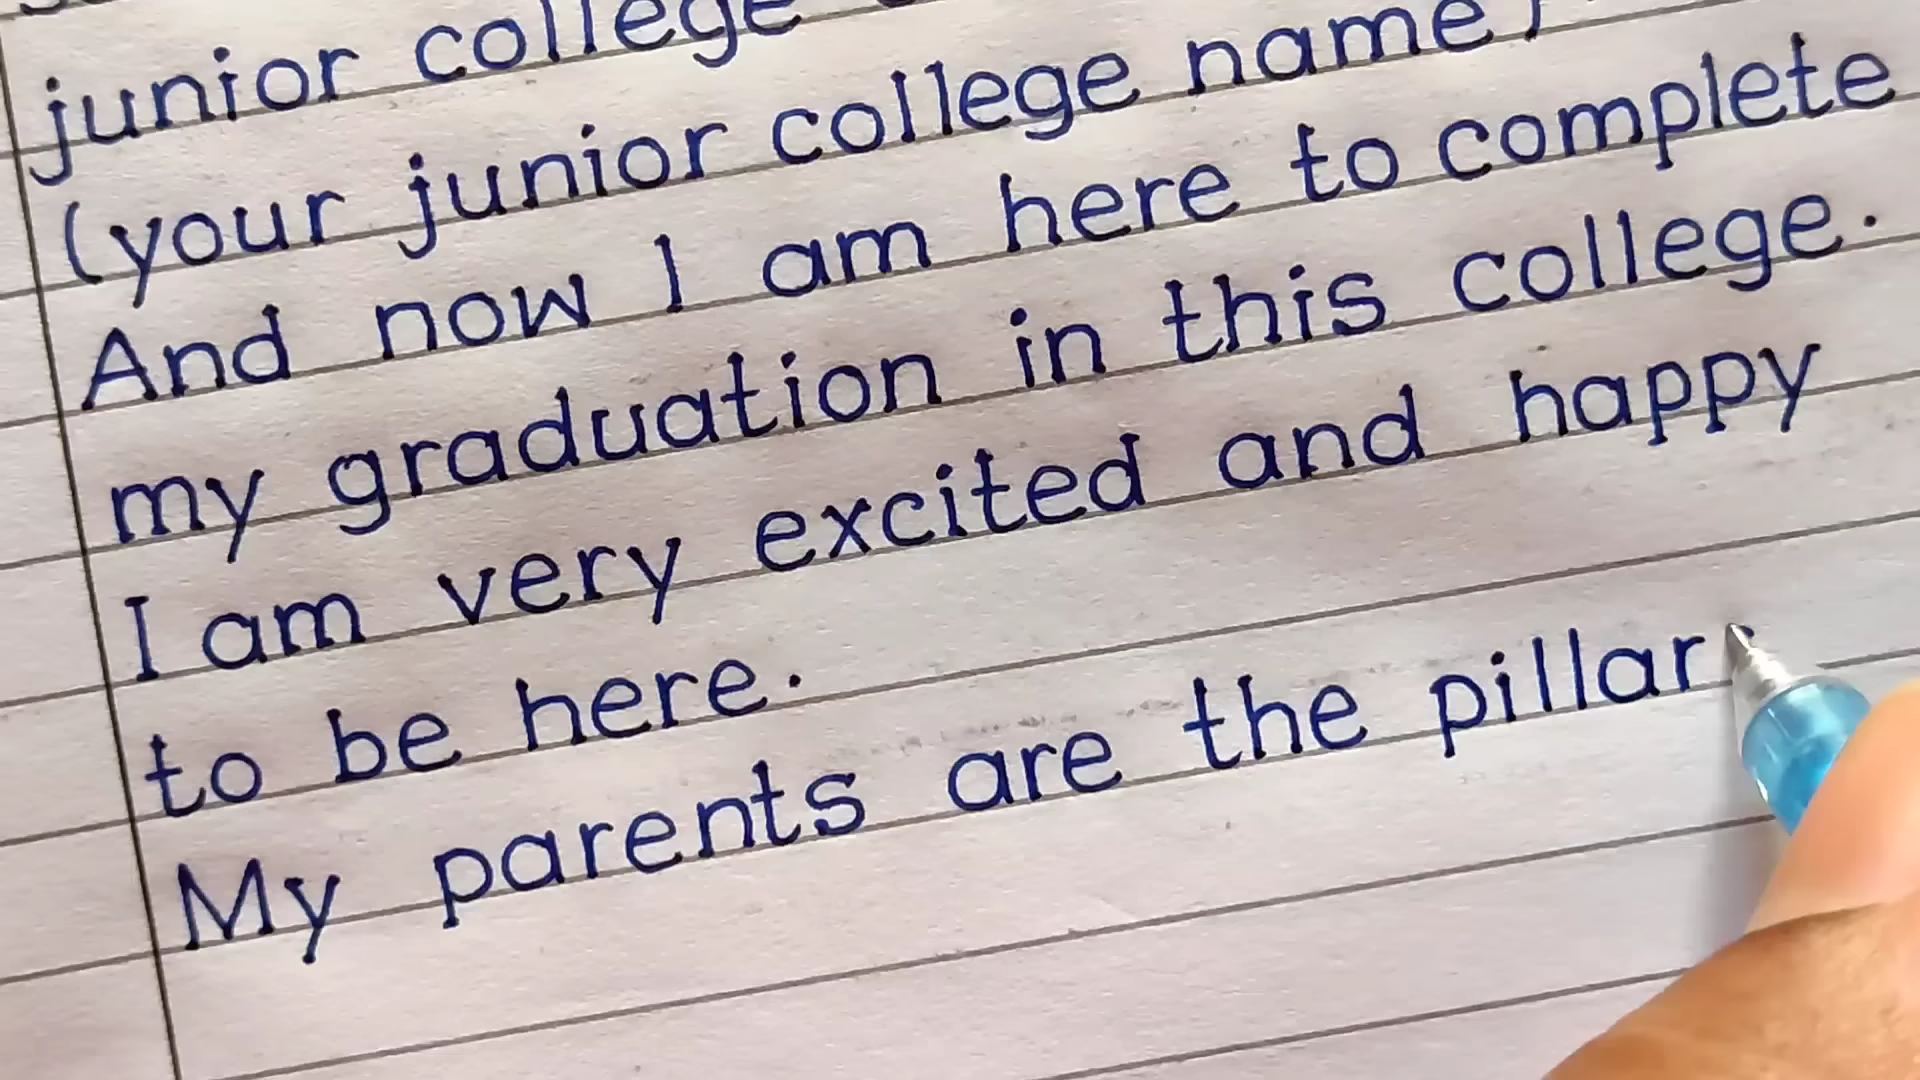 junior college
(your junior college name)
And now I am here to complete
my graduation in this college.
I am very excited and happy
to be here.
My parents are the pillar